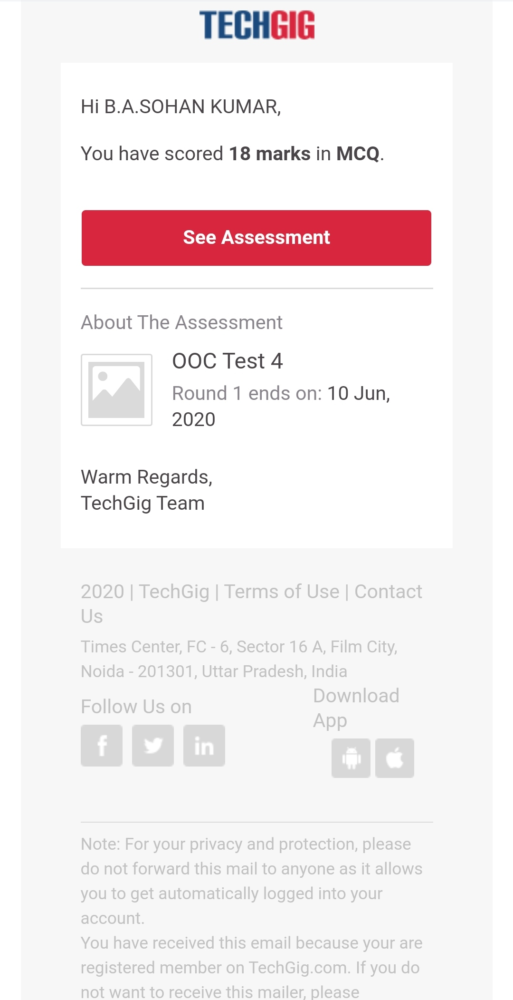 TECHGIG
Hi B.A.SOHAN KUMAR,
You have scored 18 marks in MCQ.
See Assessment
About The Assessment
OOC Test 4
Round 1 ends on: 10 Jun,
2020
Warm Regards,
TechGig Team
2020 | TechGig | Terms of Use | Contact
Us
Times Center, FC - 6, Sector 16 A, Film City,
Noida - 201301, Uttar Pradesh, India
Follow Us on
Download
App
f
in
Note: For your privacy and protection, please
do not forward this mail to anyone as it allows
you to get automatically logged into your
account.
You have received this email because your are
registered member on TechGig.com. If you do
not want to receive this mailer, please